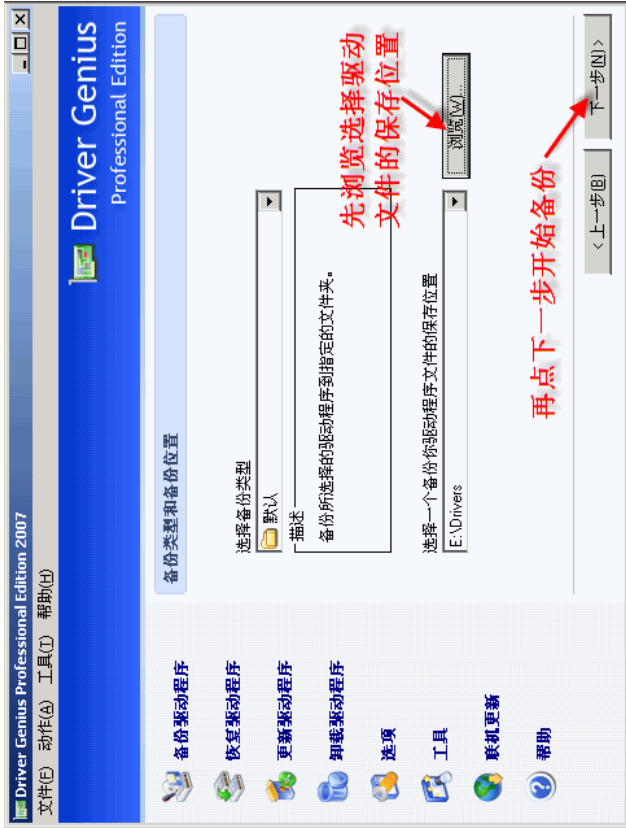 Driver Genius Professional Edition 2007
文件(F) 动作(A) 工具(T) 帮助(H)
Driver Genius
Professional Edition
备份驱动程序
恢复驱动程序
更新驱动程序
卸载驱动程序
选项
工具
联机更新
帮助
备份类型和备份位置
选择备份类型
默认
描述
备份所选择的驱动程序到指定的文件夹。
先浏览选择驱动
文件的保存位置
选择一个备份你驱动程序文件的保存位置
E:\Drivers
浏览(W)...
再点下一步开始备份
<上一步(B)
下一步(N)>